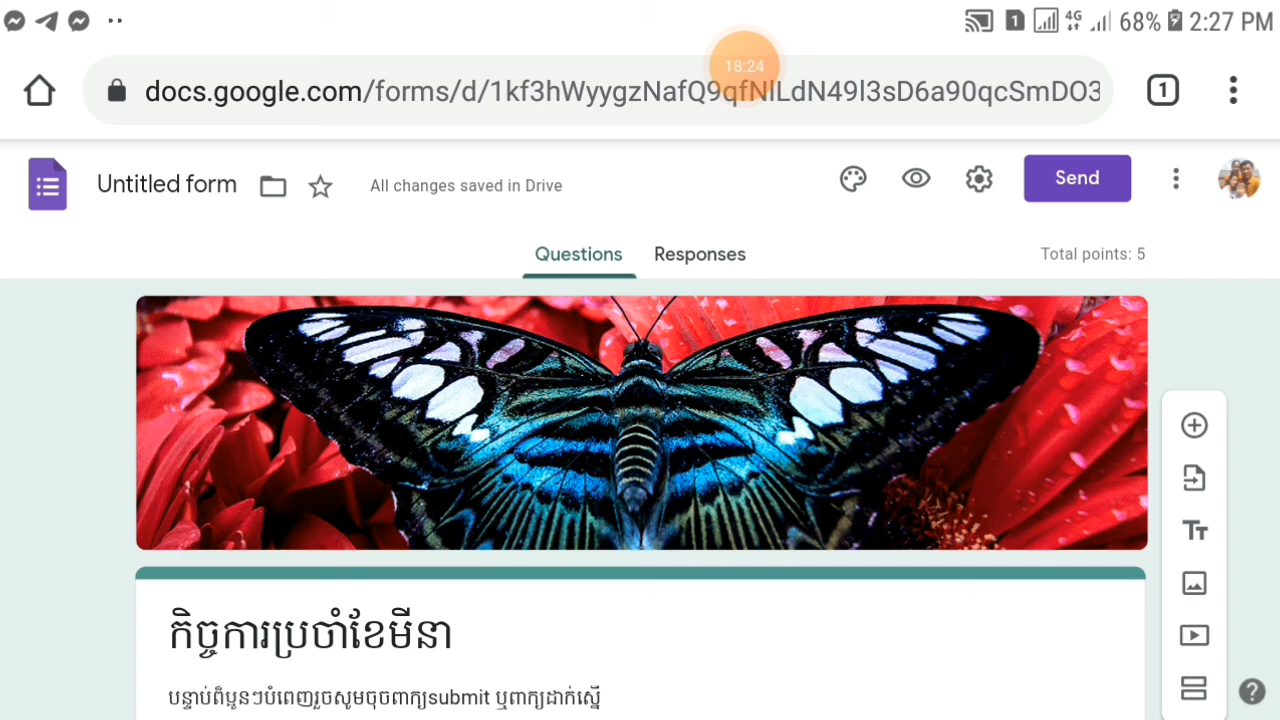 1 4G 68% 2:27 PM
18:24
docs.google.com/forms/d/1kf3hWyygzNafQ9qfNlLdN49l3sD6a90qcSmDO3
1
Untitled form
All changes saved in Drive
Send
Questions
Responses
Total points: 5
កិច្ចការប្រចាំខែមីនា
បន្ទាប់ពីប្អូនៗបំពេញរួចសូមចុចពាក្យsubmit ឬពាក្យដាក់ស្នើ